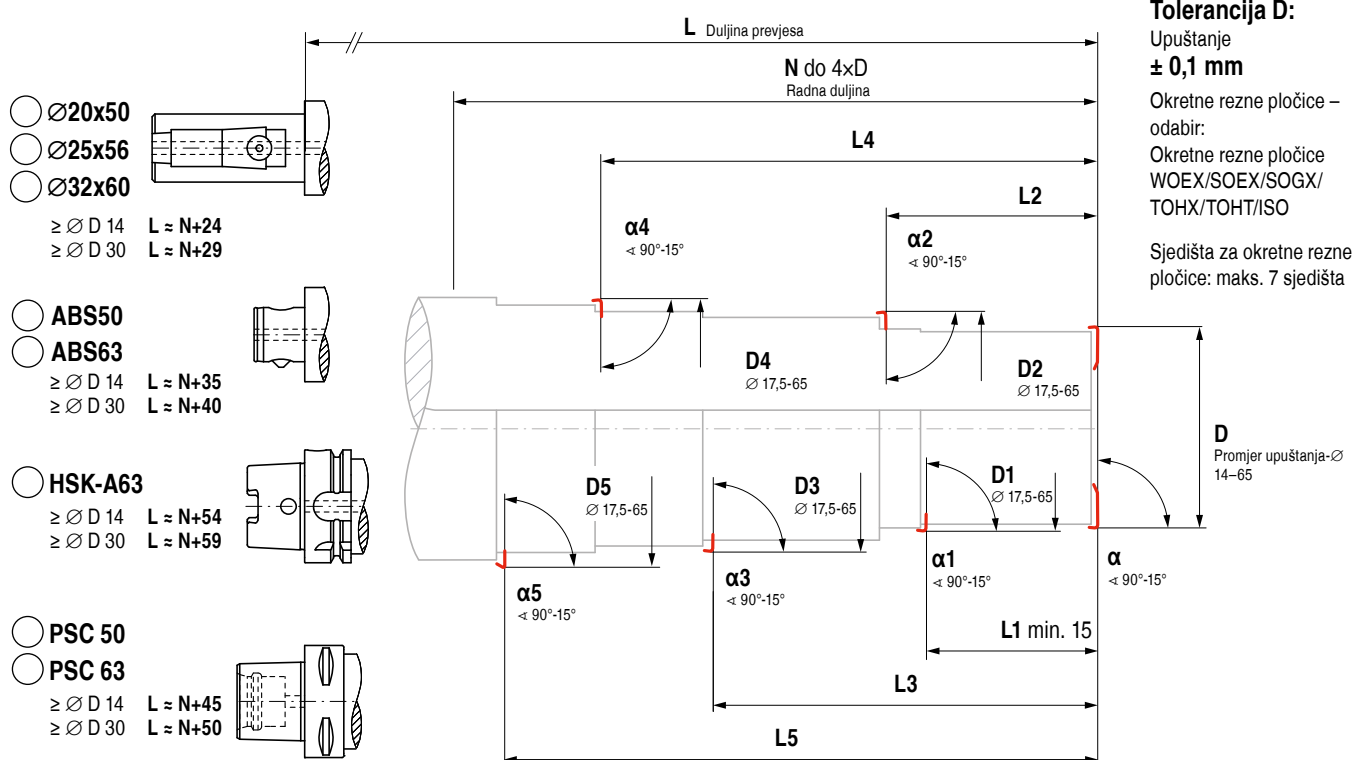 L Duljina prevjesa
N do 4×D
Radna duljina
L4
L2
Tolerancija D:
Upuštanje
± 0,1 mm
Okretne rezne pločice –
odabir:
Okretne rezne pločice
WOEX/SOEX/SOGX/
TOHX/TOHT/ISO
Sjedišta za okretne rezne
pločice: maks. 7 sjedišta
∅20x50
∅25x56
∅32x60
≥ ∅ D 14 L ≈ N+24
≥ ∅ D 30 L ≈ N+29
ABS50
ABS63
≥ ∅ D 14 L ≈ N+35
≥ ∅ D 30 L ≈ N+40
HSK-A63
≥ ∅ D 14 L ≈ N+54
≥ ∅ D 30 L ≈ N+59
PSC 50
PSC 63
≥ ∅ D 14 L ≈ N+45
≥ ∅ D 30 L ≈ N+50
α4
∢ 90°-15°
α2
∢ 90°-15°
D4
∅ 17,5-65
D2
∅ 17,5-65
D
Promjer upuštanja-∅
14–65
D5
∅ 17,5-65
D3
∅ 17,5-65
D1
∅ 17,5-65
α5
∢ 90°-15°
α3
∢ 90°-15°
α1
∢ 90°-15°
α
∢ 90°-15°
L1 min. 15
L3
L5